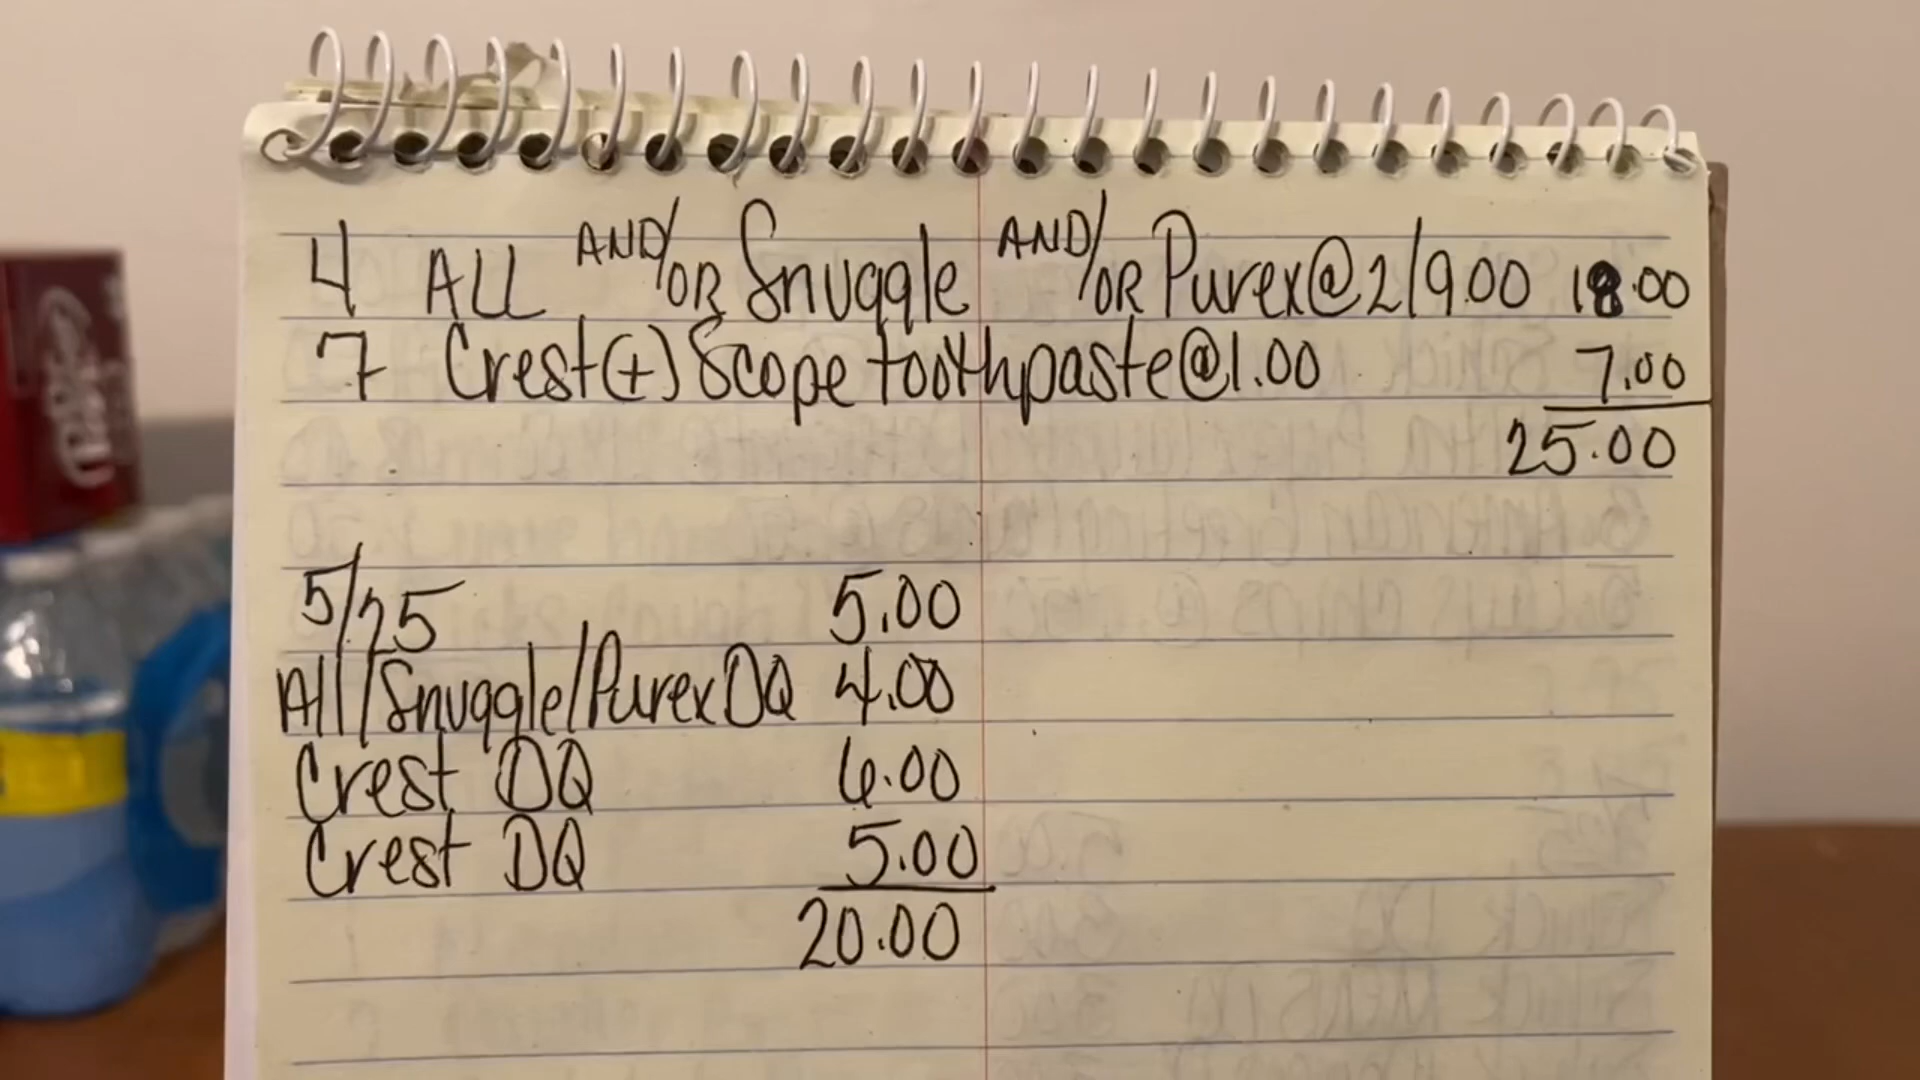 4 ALL AND/OR Snuggle AND/OR Purex @ 2/9.00 18.00
7 Crest (+) Scope toothpaste @ 1.00 7.00
25.00
5/25 5.00
All/Snuggle/Purex DQ 4.00
Crest DQ 6.00
Crest DQ 5.00
20.00